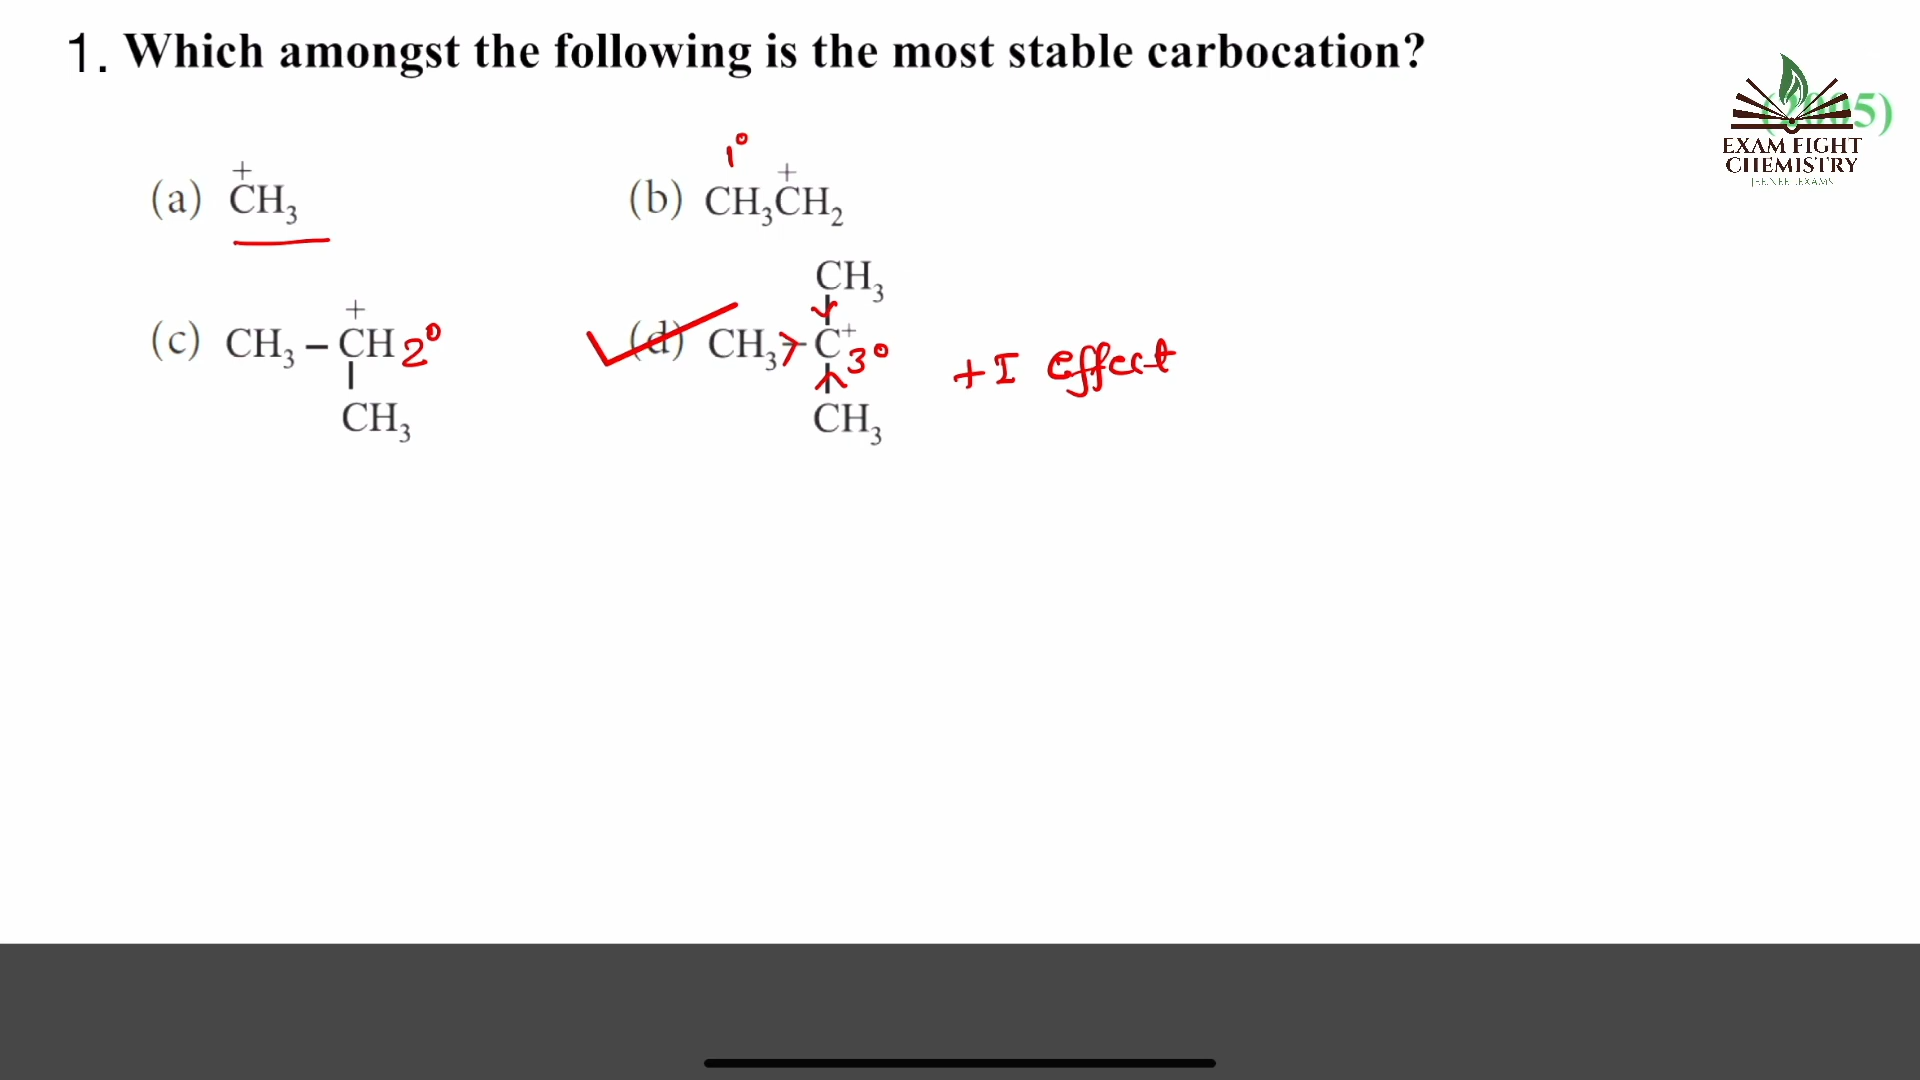 1. Which amongst the following is the most stable carbocation?
5)
EXAM FIGHT
CHEMISTRY
1°
(a) C⁺H₃ (b) CH₃C⁺H₂
CH₃
(c) CH₃ – C⁺H 2° (d) CH₃ – C⁺ 3° +I effect
CH₃ CH₃